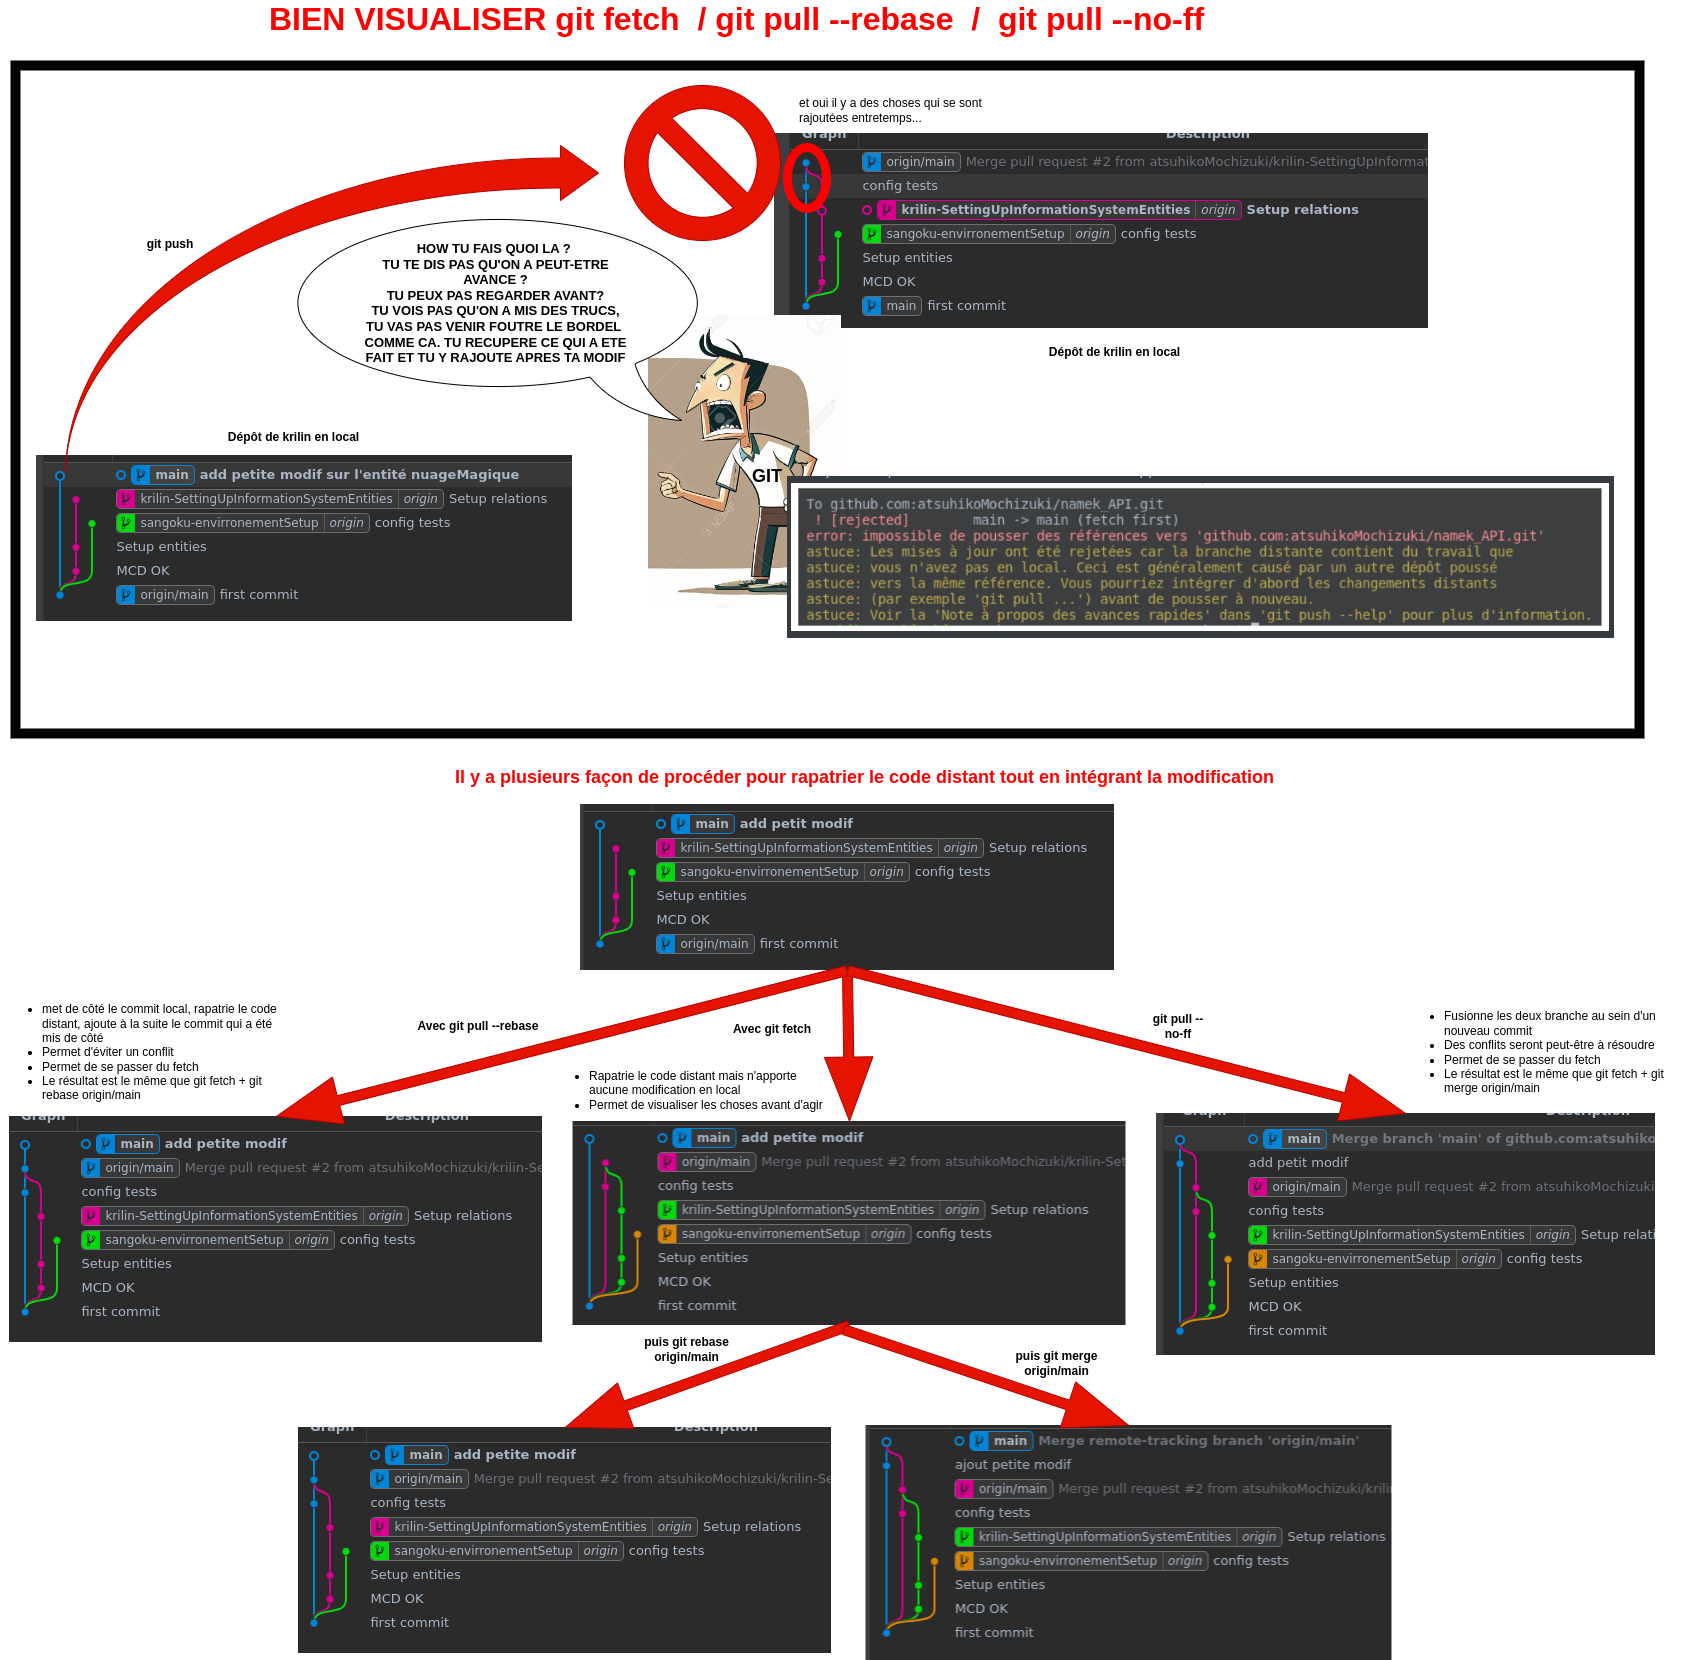 BIEN VISUALISER git fetch / git pull --rebase / git pull --no-ff
et oui il y a des choses qui se sont
rajoutées entretemps...
Graph Description
origin/main Merge pull request #2 from atsuhikoMochizuki/krilin-SettingUpInformat
config tests
krilin-SettingUpInformationSystemEntities origin Setup relations
sangoku-envirronementSetup origin config tests
Setup entities
MCD OK
main first commit
Dépôt de krilin en local
git push
HOW TU FAIS QUOI LA ?
TU TE DIS PAS QU'ON A PEUT-ETRE
AVANCE ?
TU PEUX PAS REGARDER AVANT?
TU VOIS PAS QU'ON A MIS DES TRUCS,
TU VAS PAS VENIR FOUTRE LE BORDEL
COMME CA. TU RECUPERE CE QUI A ETE
FAIT ET TU Y RAJOUTE APRES TA MODIF
GIT
Dépôt de krilin en local
main add petite modif sur l'entité nuageMagique
krilin-SettingUpInformationSystemEntities origin Setup relations
sangoku-envirronementSetup origin config tests
Setup entities
MCD OK
origin/main first commit
To github.com:atsuhikoMochizuki/namek_API.git
! [rejected] main -> main (fetch first)
error: impossible de pousser des références vers 'github.com:atsuhikoMochizuki/namek_API.git'
astuce: Les mises à jour ont été rejetées car la branche distante contient du travail que
astuce: vous n'avez pas en local. Ceci est généralement causé par un autre dépôt poussé
astuce: vers la même référence. Vous pourriez intégrer d'abord les changements distants
astuce: (par exemple 'git pull ...') avant de pousser à nouveau.
astuce: Voir la 'Note à propos des avances rapides' dans 'git push --help' pour plus d'information.
Il y a plusieurs façon de procéder pour rapatrier le code distant tout en intégrant la modification
main add petit modif
krilin-SettingUpInformationSystemEntities origin Setup relations
sangoku-envirronementSetup origin config tests
Setup entities
MCD OK
origin/main first commit
• met de côté le commit local, rapatrie le code
distant, ajoute à la suite le commit qui a été
mis de côté
• Permet d'éviter un conflit
• Permet de se passer du fetch
• Le résultat est le même que git fetch + git
rebase origin/main
Avec git pull --rebase
Avec git fetch
• Rapatrie le code distant mais n'apporte
aucune modification en local
• Permet de visualiser les choses avant d'agir
git pull --
no-ff
• Fusionne les deux branche au sein d'un
nouveau commit
• Des conflits seront peut-être à résoudre
• Permet de se passer du fetch
• Le résultat est le même que git fetch + git
merge origin/main
Graph Description
main add petite modif
origin/main Merge pull request #2 from atsuhikoMochizuki/krilin-Se
config tests
krilin-SettingUpInformationSystemEntities origin Setup relations
sangoku-envirronementSetup origin config tests
Setup entities
MCD OK
first commit
main add petite modif
origin/main Merge pull request #2 from atsuhikoMochizuki/krilin-Set
config tests
krilin-SettingUpInformationSystemEntities origin Setup relations
sangoku-envirronementSetup origin config tests
Setup entities
MCD OK
first commit
Graph Description
main Merge branch 'main' of github.com:atsuhiko
add petit modif
origin/main Merge pull request #2 from atsuhikoMochizuki
config tests
krilin-SettingUpInformationSystemEntities origin Setup relati
sangoku-envirronementSetup origin config tests
Setup entities
MCD OK
first commit
puis git rebase
origin/main
puis git merge
origin/main
Graph Description
main add petite modif
origin/main Merge pull request #2 from atsuhikoMochizuki/krilin-Se
config tests
krilin-SettingUpInformationSystemEntities origin Setup relations
sangoku-envirronementSetup origin config tests
Setup entities
MCD OK
first commit
main Merge remote-tracking branch 'origin/main'
ajout petite modif
origin/main Merge pull request #2 from atsuhikoMochizuki/krili
config tests
krilin-SettingUpInformationSystemEntities origin Setup relations
sangoku-envirronementSetup origin config tests
Setup entities
MCD OK
first commit